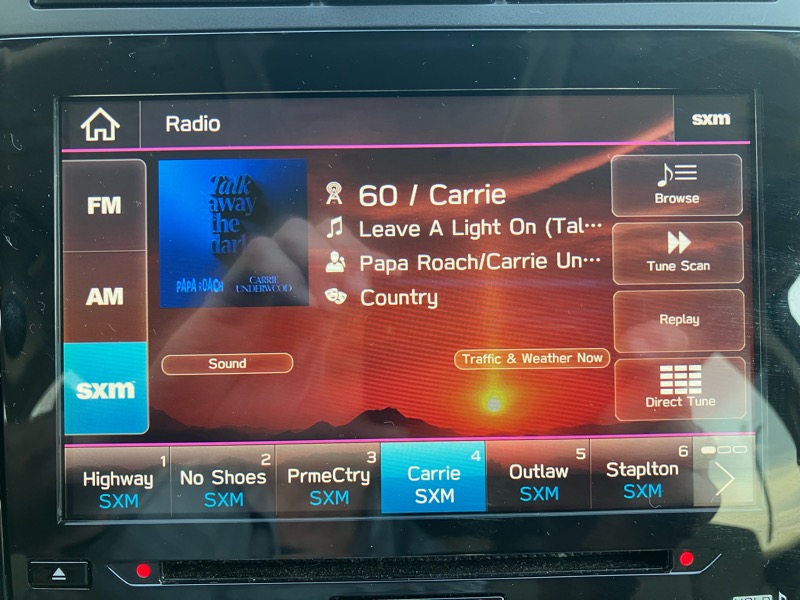 Radio
sxm
FM
AM
sxm
Talk
away
the
dark
PAPA ROACH
CARRIE
UNDERWOOD
60 / Carrie
Leave A Light On (Tal···
Papa Roach/Carrie Un···
Country
Browse
Tune Scan
Replay
Direct Tune
Sound
Traffic & Weather Now
1
Highway
SXM
2
No Shoes
SXM
3
PrmeCtry
SXM
4
Carrie
SXM
5
Outlaw
SXM
6
Staplton
SXM